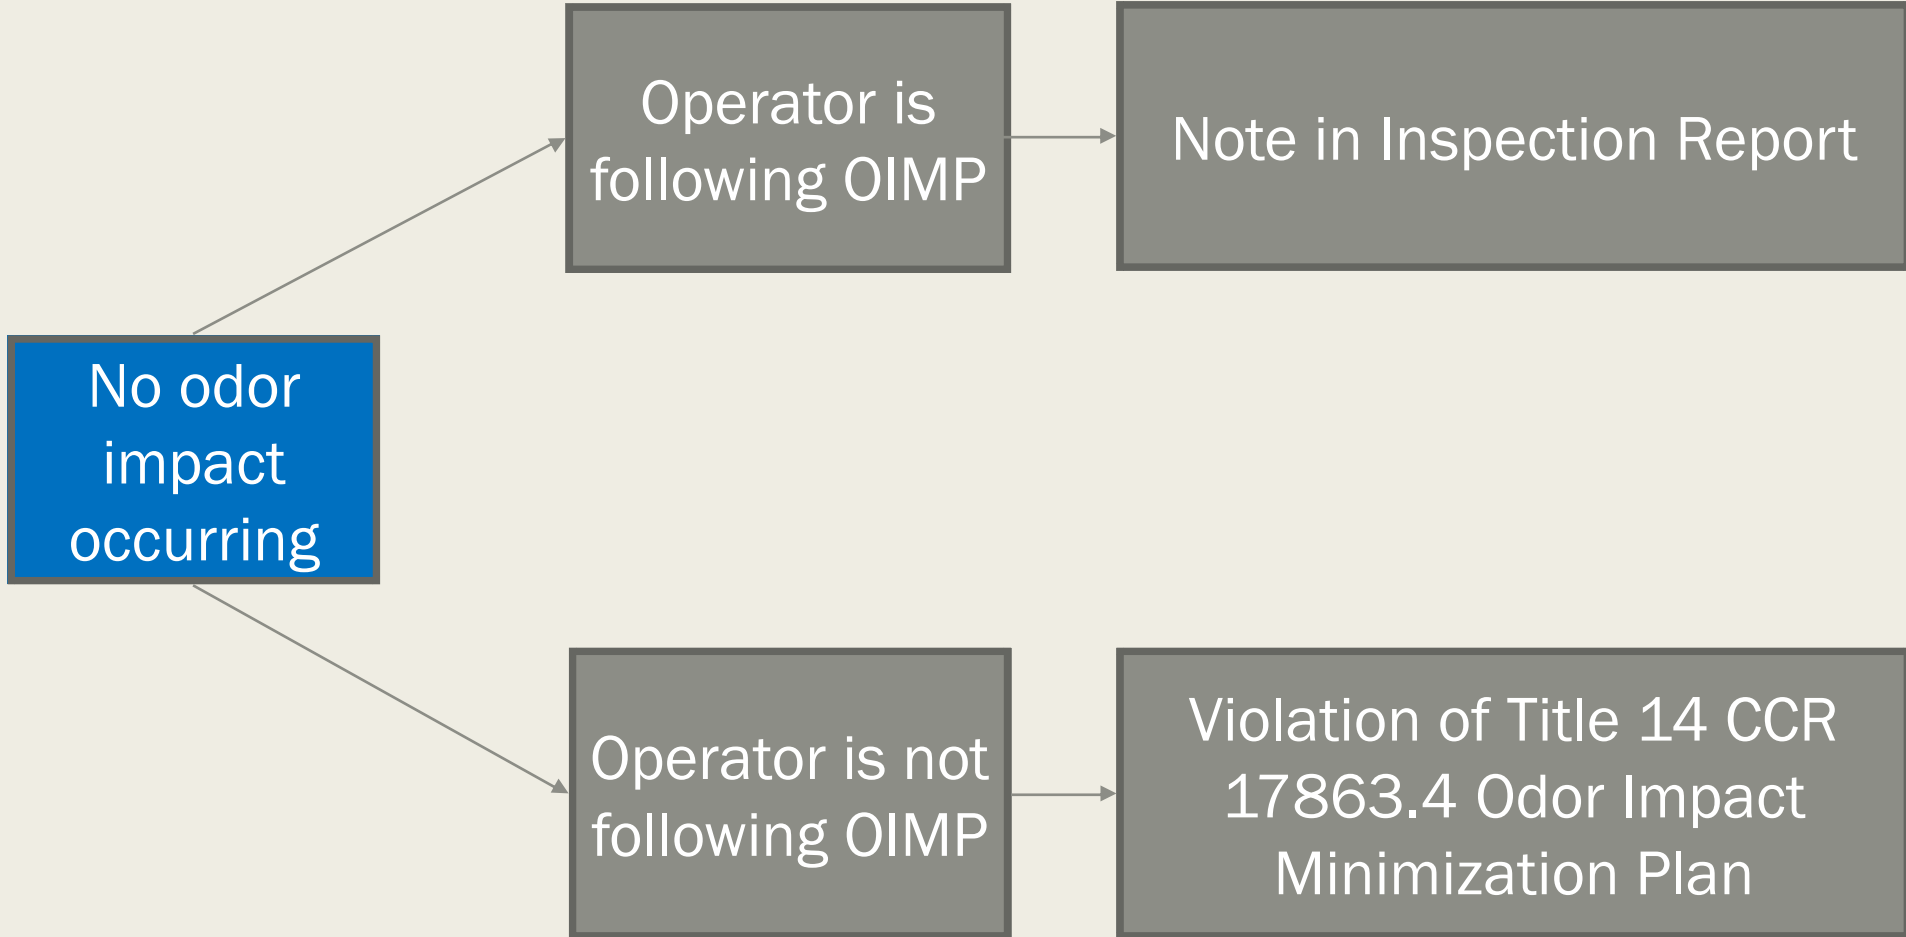 Operator is
following OIMP
Note in Inspection Report
No odor
impact
occurring
Operator is not
following OIMP
Violation of Title 14 CCR
17863.4 Odor Impact
Minimization Plan